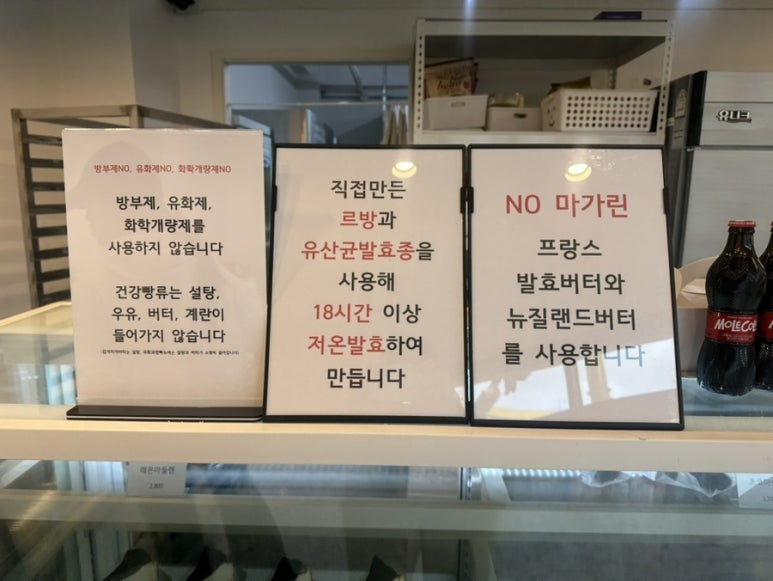 방부제NO, 유화제NO, 화학개량제NO
방부제, 유화제,
화학개량제를
사용하지 않습니다
건강빵류는 설탕,
우유, 버터, 계란이
들어가지 않습니다
직접만든
르방과
유산균발효종을
사용해
18시간 이상
저온발효하여
만듭니다
NO 마가린
프랑스
발효버터와
뉴질랜드버터
를 사용합니다
유니크
MOLECOLA
레몬마들렌
2,800